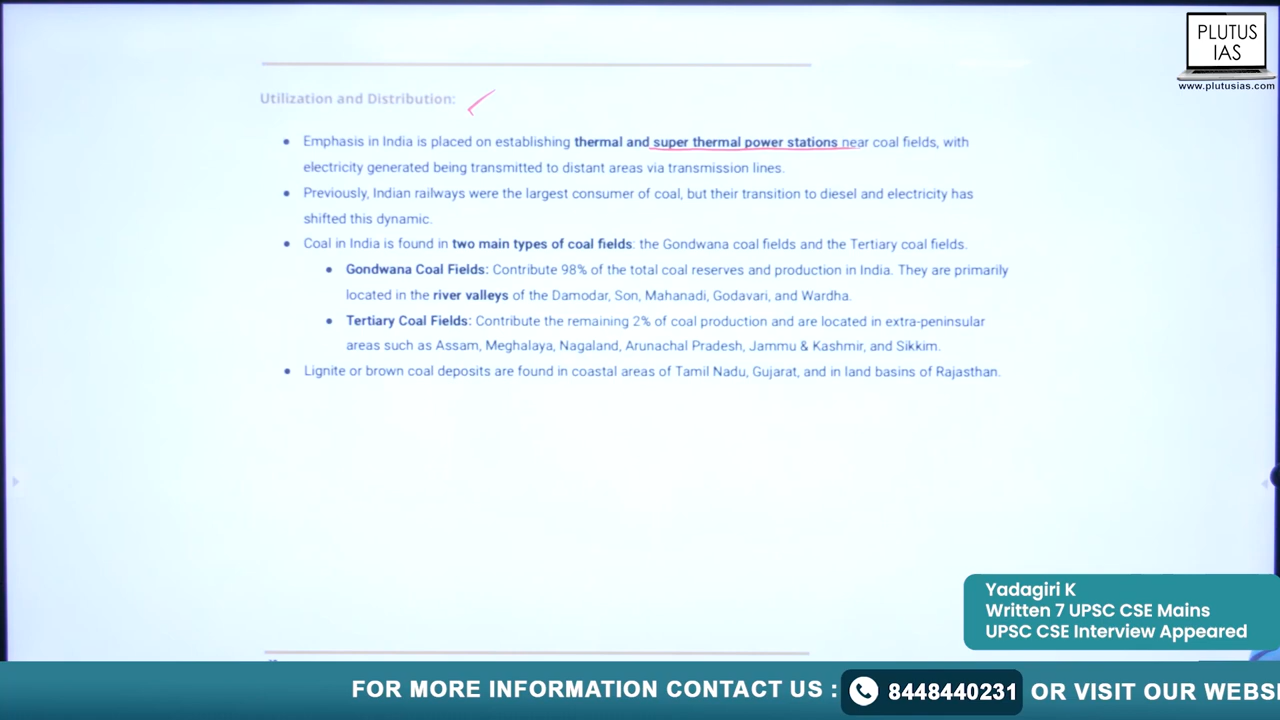 PLUTUS
IAS
www.plutusias.com
Utilization and Distribution:
• Emphasis in India is placed on establishing thermal and super thermal power stations near coal fields, with
electricity generated being transmitted to distant areas via transmission lines.
• Previously, Indian railways were the largest consumer of coal, but their transition to diesel and electricity has
shifted this dynamic.
• Coal in India is found in two main types of coal fields: the Gondwana coal fields and the Tertiary coal fields.
• Gondwana Coal Fields: Contribute 98% of the total coal reserves and production in India. They are primarily
located in the river valleys of the Damodar, Son, Mahanadi, Godavari, and Wardha.
• Tertiary Coal Fields: Contribute the remaining 2% of coal production and are located in extra-peninsular
areas such as Assam, Meghalaya, Nagaland, Arunachal Pradesh, Jammu & Kashmir, and Sikkim.
• Lignite or brown coal deposits are found in coastal areas of Tamil Nadu, Gujarat, and in land basins of Rajasthan.
Yadagiri K
Written 7 UPSC CSE Mains
UPSC CSE Interview Appeared
FOR MORE INFORMATION CONTACT US : 8448440231 OR VISIT OUR WEBSI